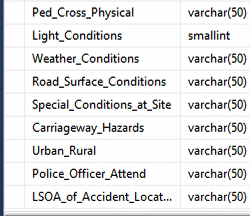 Ped_Cross_Physical varchar(50)
Light_Conditions smallint
Weather_Conditions varchar(50)
Road_Surface_Conditions varchar(50)
Special_Conditions_at_Site varchar(50)
Carriageway_Hazards varchar(50)
Urban_Rural varchar(50)
Police_Officer_Attend varchar(50)
LSOA_of_Accident_Locat... varchar(50)